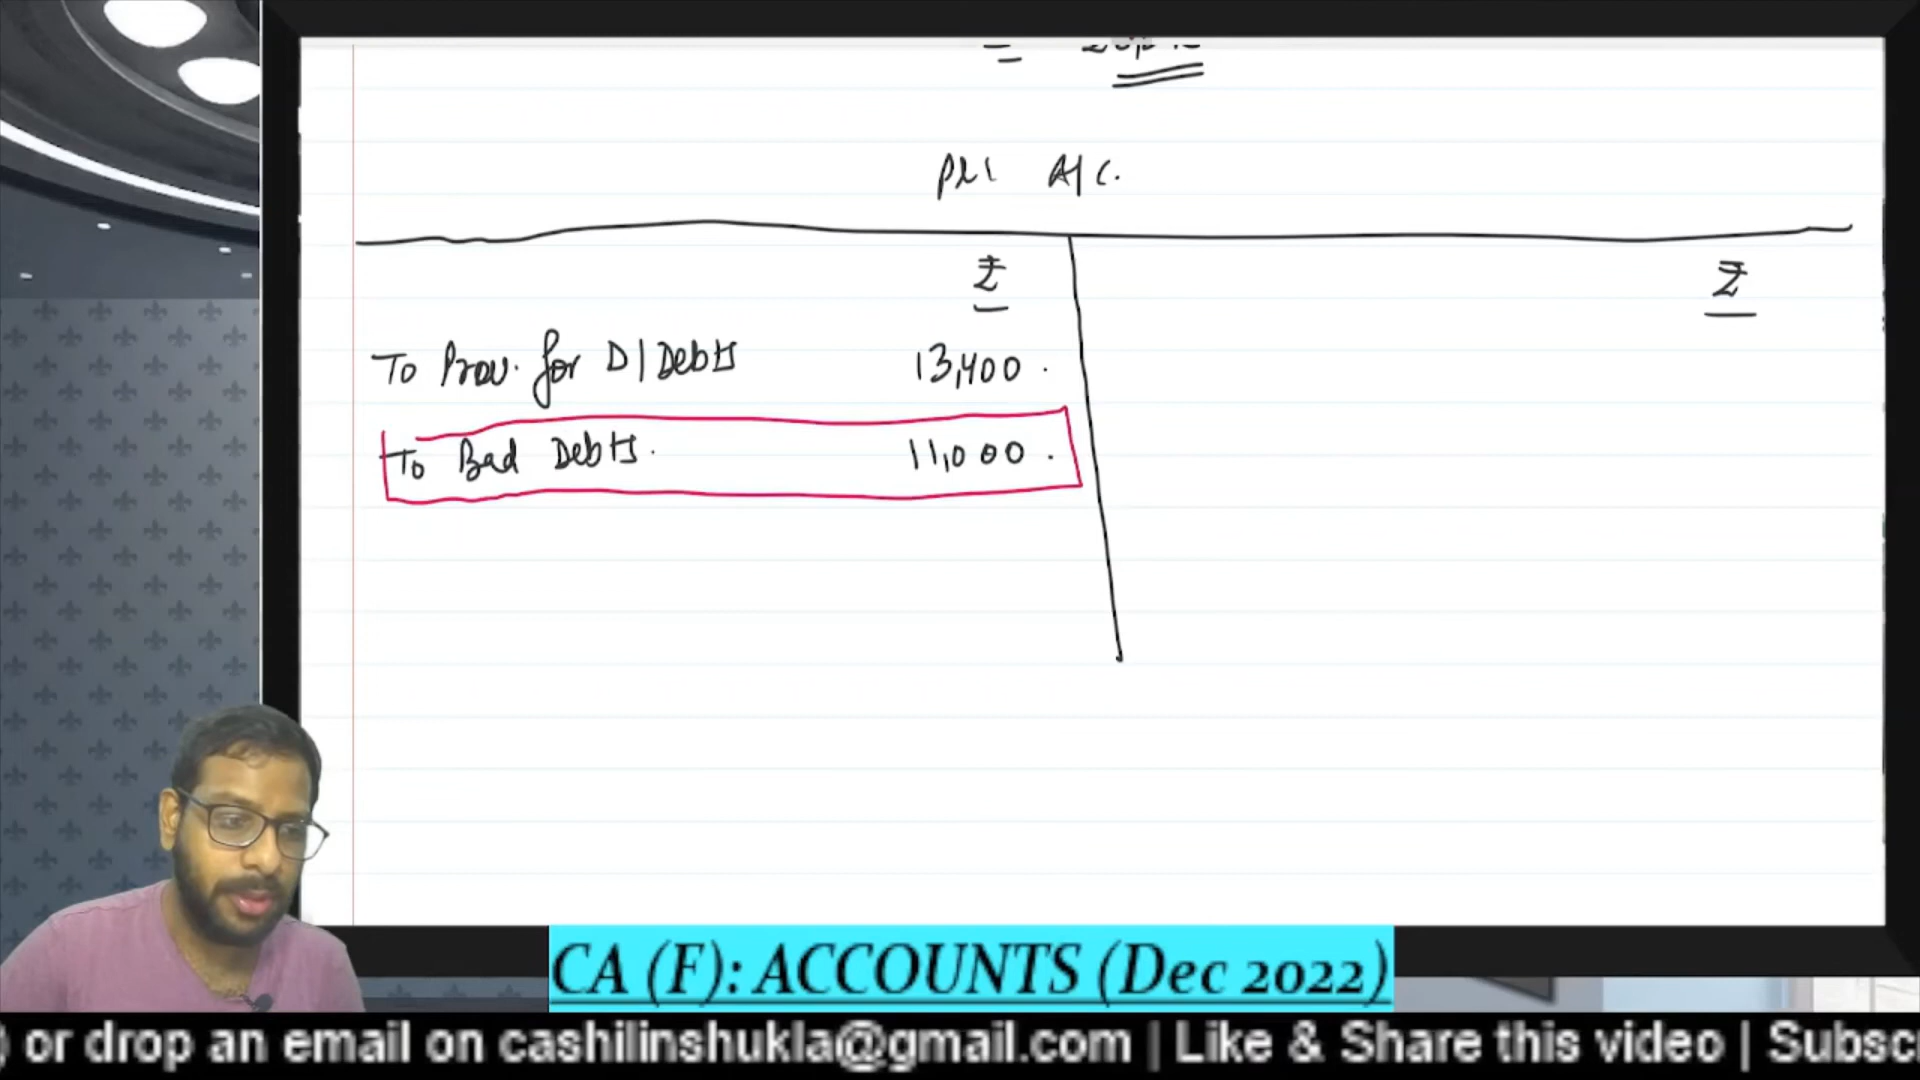 P&L A/C.
₹ ₹
To Prov. for D/Debts 13,400.
To Bad Debts. 11,000.
CA (F): ACCOUNTS (Dec 2022)
) or drop an email on cashilinshukla@gmail.com | Like & Share this video | Subsc